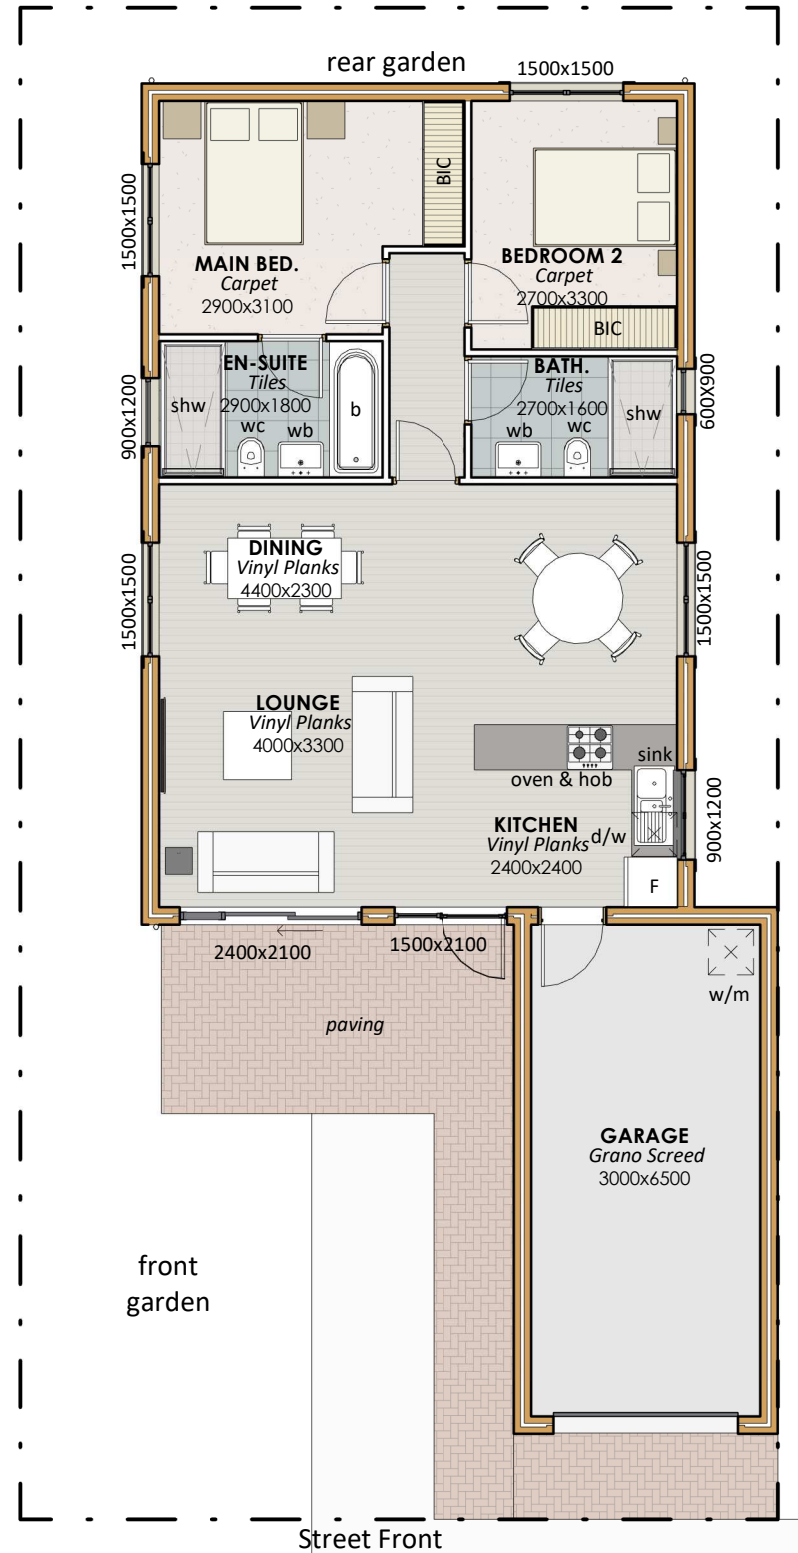 rear garden
1500x1500
BIC
1500x1500
MAIN BED.
Carpet
2900x3100
BEDROOM 2
Carpet
2700x3300
BIC
EN-SUITE
Tiles
2900x1800
shw
wc
wb
b
900x1200
BATH.
Tiles
2700x1600
wb
wc
shw
600X900
DINING
Vinyl Planks
4400x2300
1500x1500
1500x1500
LOUNGE
Vinyl Planks
4000x3300
sink
oven & hob
KITCHEN
Vinyl Planks
2400x2400
d/w
900x1200
F
2400x2100
1500x2100
w/m
paving
GARAGE
Grano Screed
3000x6500
front
garden
Street Front